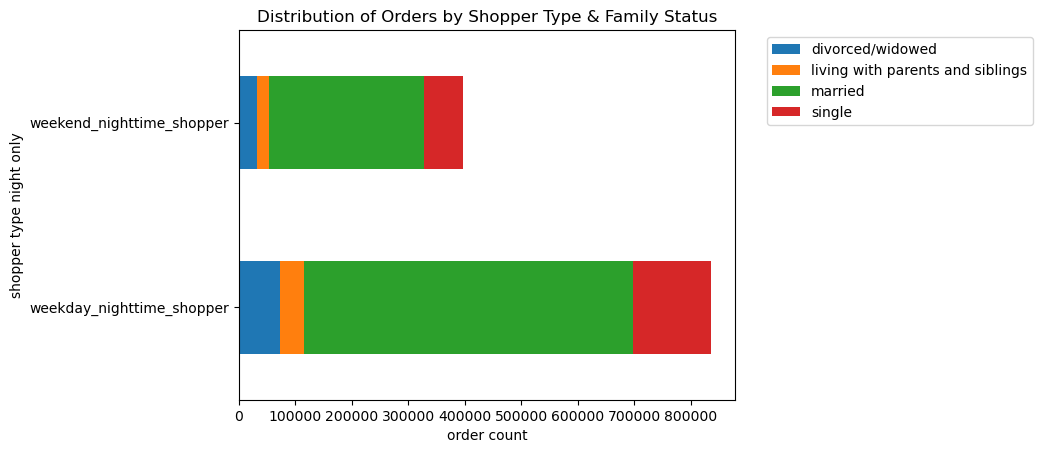 Distribution of Orders by Shopper Type & Family Status
divorced/widowed
living with parents and siblings
married
single
shopper type night only
weekend_nighttime_shopper
weekday_nighttime_shopper
0 100000 200000 300000 400000 500000 600000 700000 800000
order count